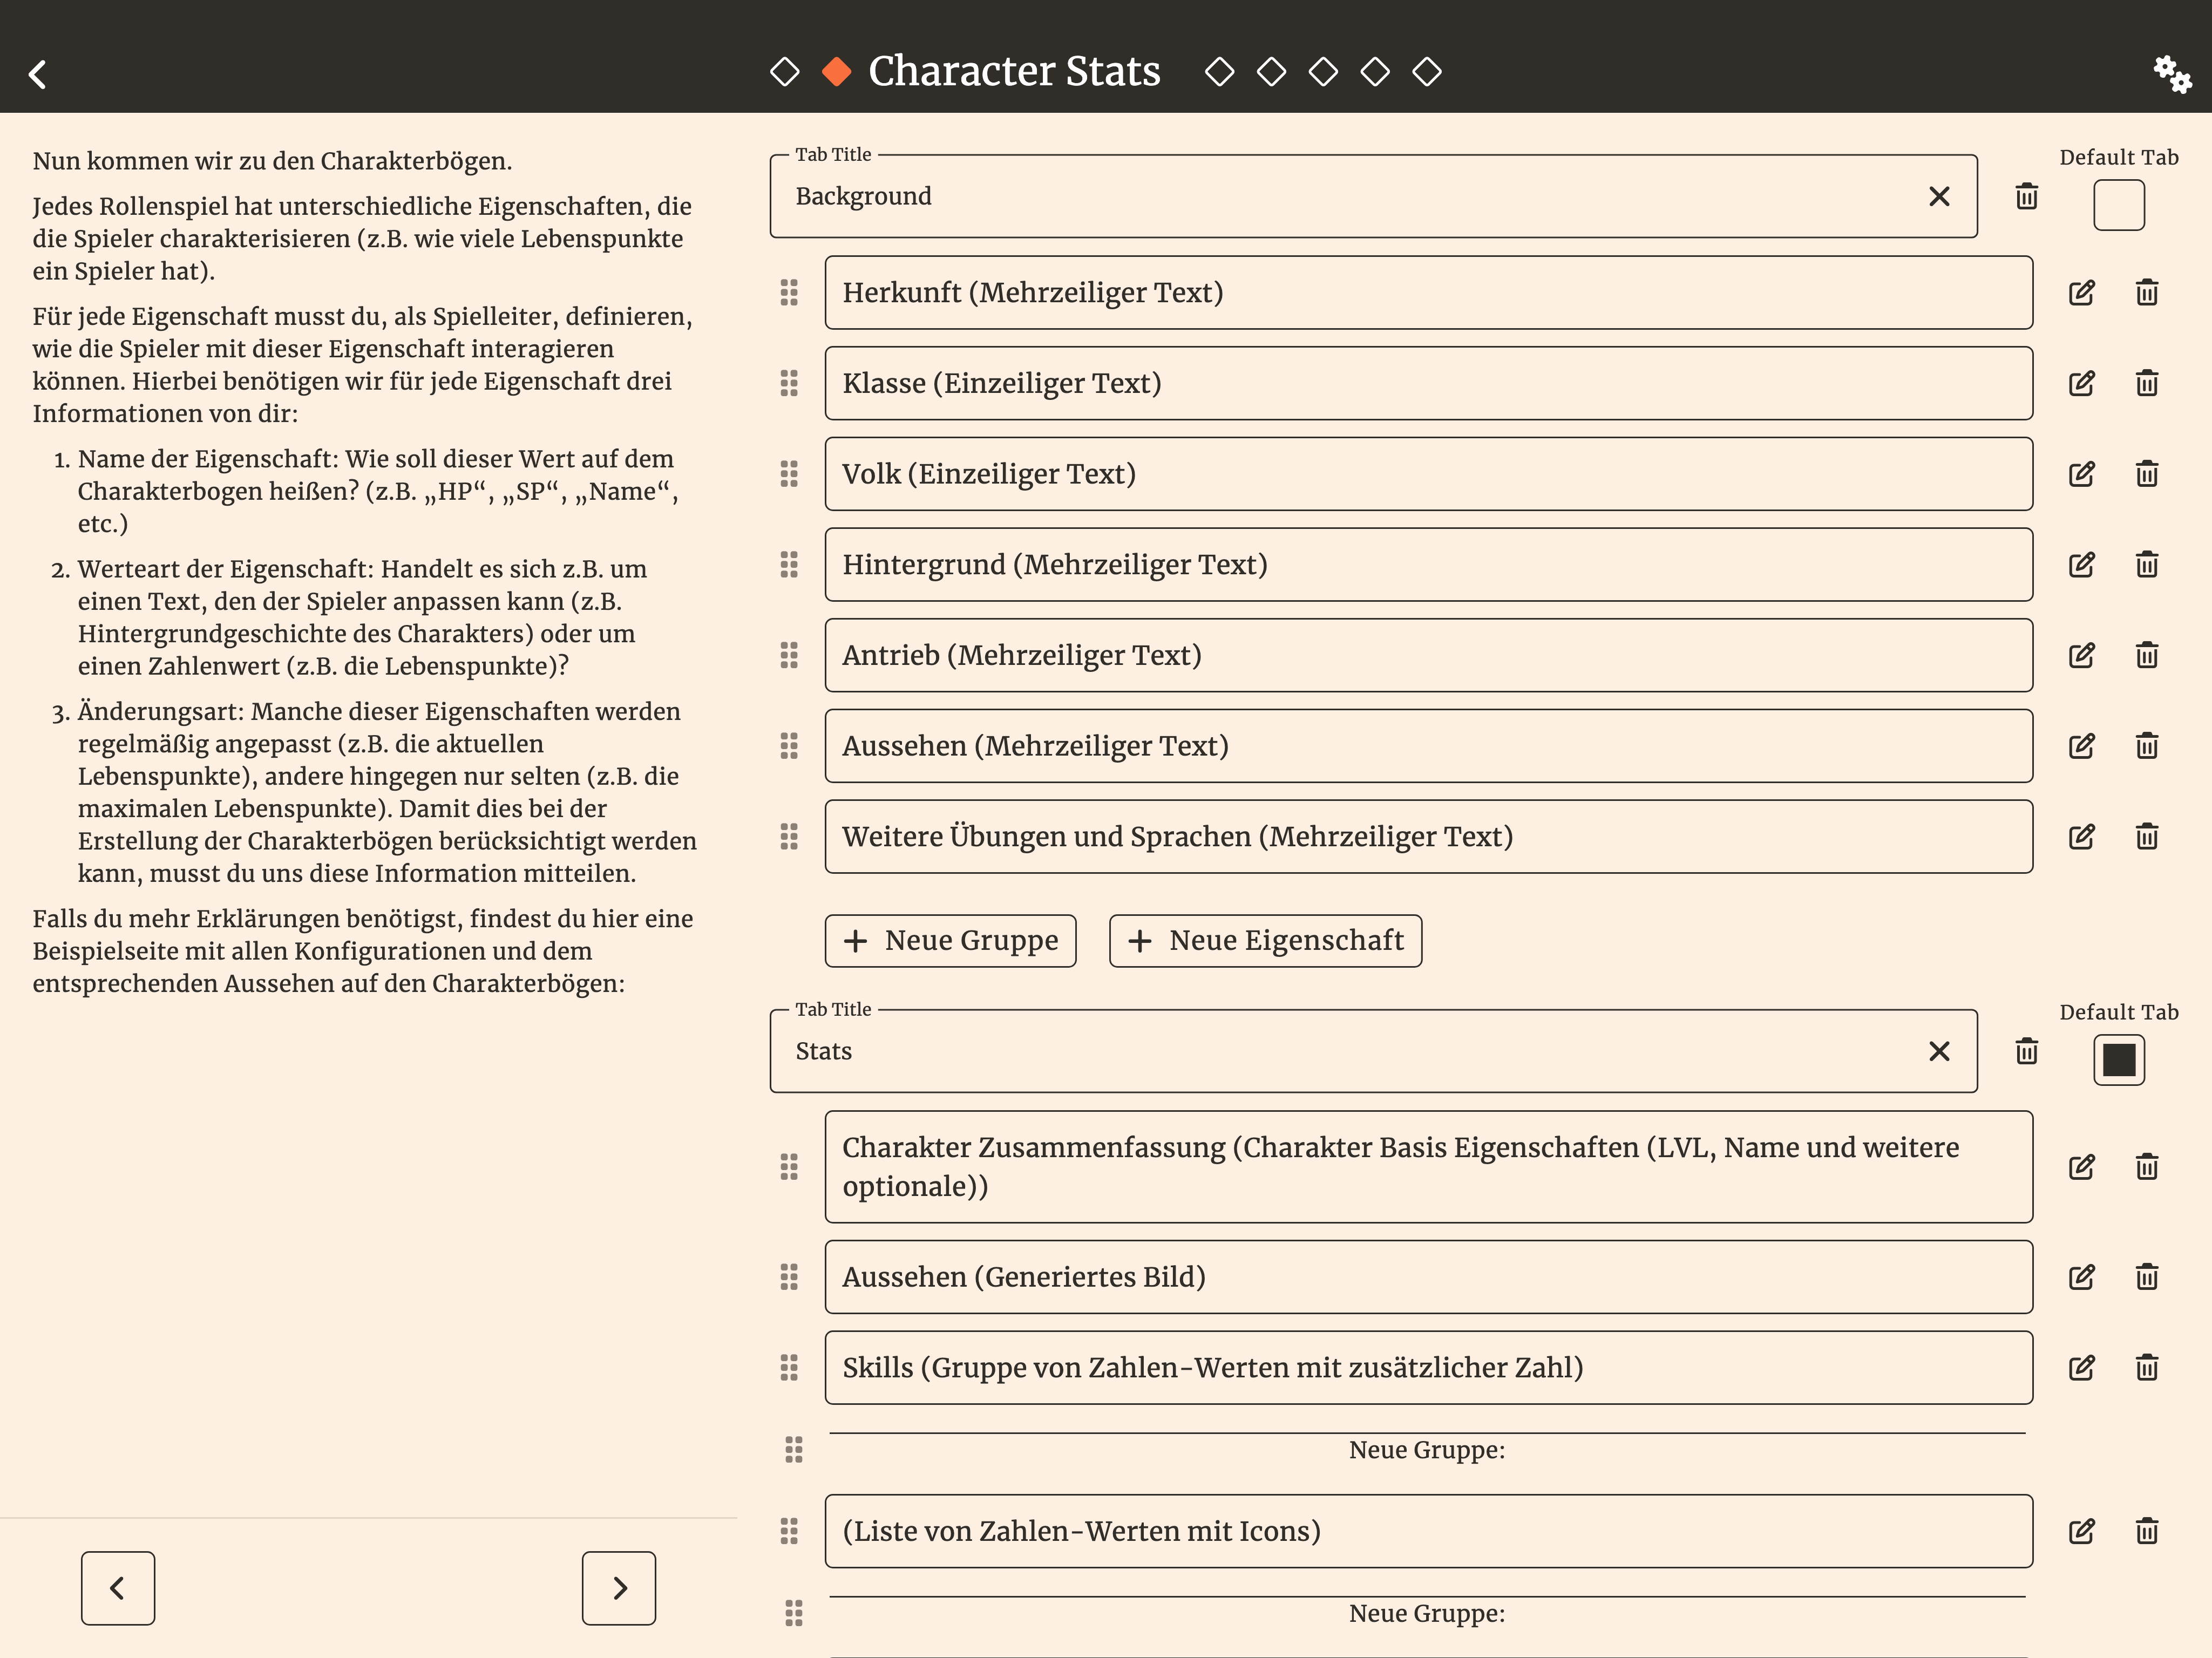 Character Stats
Nun kommen wir zu den Charakterbögen.
Jedes Rollenspiel hat unterschiedliche Eigenschaften, die
die Spieler charakterisieren (z.B. wie viele Lebenspunkte
ein Spieler hat).
Für jede Eigenschaft musst du, als Spielleiter, definieren,
wie die Spieler mit dieser Eigenschaft interagieren
können. Hierbei benötigen wir für jede Eigenschaft drei
Informationen von dir:
1. Name der Eigenschaft: Wie soll dieser Wert auf dem
Charakterbogen heißen? (z.B. „HP“, „SP“, „Name“,
etc.)
2. Werteart der Eigenschaft: Handelt es sich z.B. um
einen Text, den der Spieler anpassen kann (z.B.
Hintergrundgeschichte des Charakters) oder um
einen Zahlenwert (z.B. die Lebenspunkte)?
3. Änderungsart: Manche dieser Eigenschaften werden
regelmäßig angepasst (z.B. die aktuellen
Lebenspunkte), andere hingegen nur selten (z.B. die
maximalen Lebenspunkte). Damit dies bei der
Erstellung der Charakterbögen berücksichtigt werden
kann, musst du uns diese Information mitteilen.
Falls du mehr Erklärungen benötigst, findest du hier eine
Beispielseite mit allen Konfigurationen und dem
entsprechenden Aussehen auf den Charakterbögen:
Tab Title
Background
Default Tab
Herkunft (Mehrzeiliger Text)
Klasse (Einzeiliger Text)
Volk (Einzeiliger Text)
Hintergrund (Mehrzeiliger Text)
Antrieb (Mehrzeiliger Text)
Aussehen (Mehrzeiliger Text)
Weitere Übungen und Sprachen (Mehrzeiliger Text)
Neue Gruppe
Neue Eigenschaft
Tab Title
Stats
Default Tab
Charakter Zusammenfassung (Charakter Basis Eigenschaften (LVL, Name und weitere
optionale))
Aussehen (Generiertes Bild)
Skills (Gruppe von Zahlen-Werten mit zusätzlicher Zahl)
Neue Gruppe:
(Liste von Zahlen-Werten mit Icons)
Neue Gruppe: